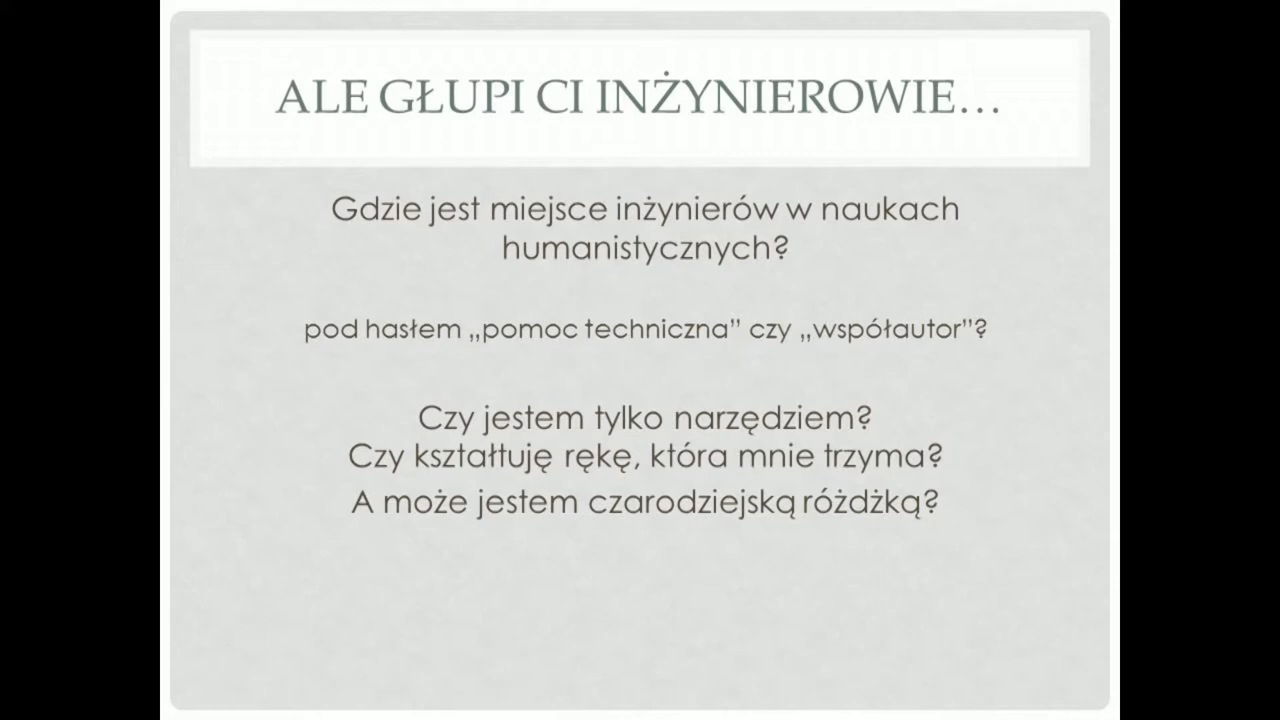 ALE GŁUPI CI INŻYNIEROWIE…
Gdzie jest miejsce inżynierów w naukach
humanistycznych?
pod hasłem „pomoc techniczna” czy „współautor”?
Czy jestem tylko narzędziem?
Czy kształtuję rękę, która mnie trzyma?
A może jestem czarodziejską różdżką?